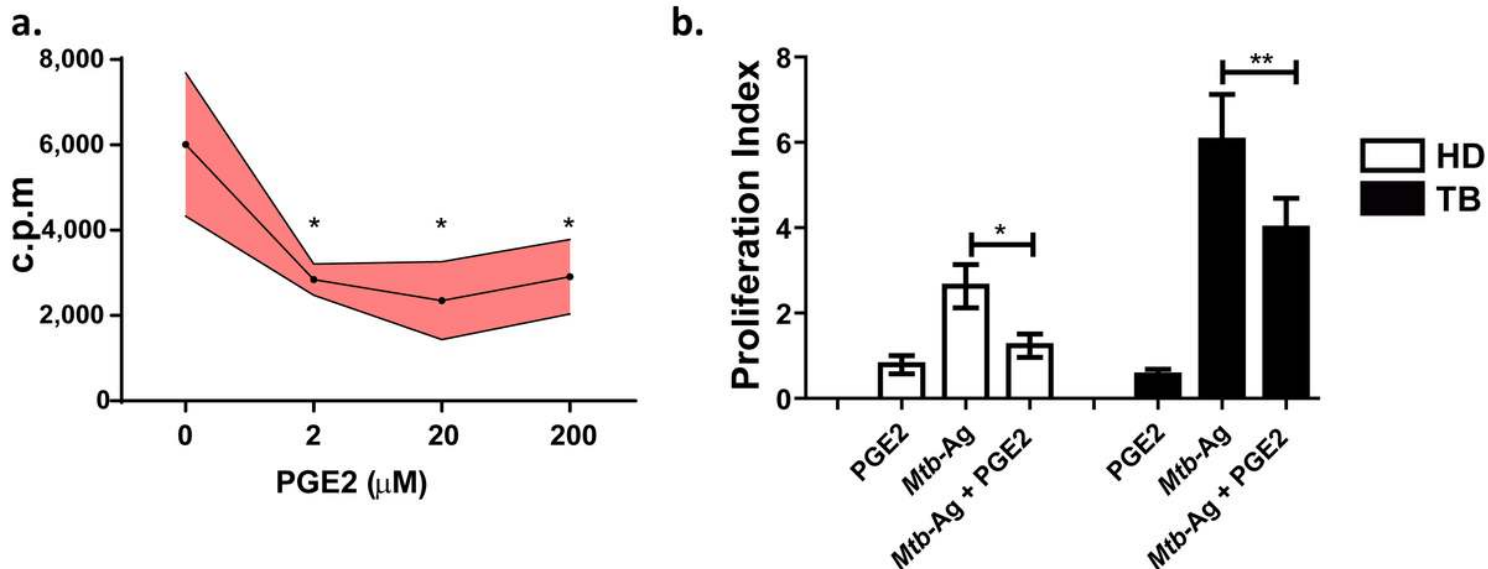 a.
8,000
6,000
4,000
2,000
0
c.p.m
* * *
0 2 20 200
PGE2 (μM)
b.
8
6
4
2
0
Proliferation Index
*
**
PGE2
Mtb-Ag
Mtb-Ag + PGE2
PGE2
Mtb-Ag
Mtb-Ag + PGE2
HD
TB